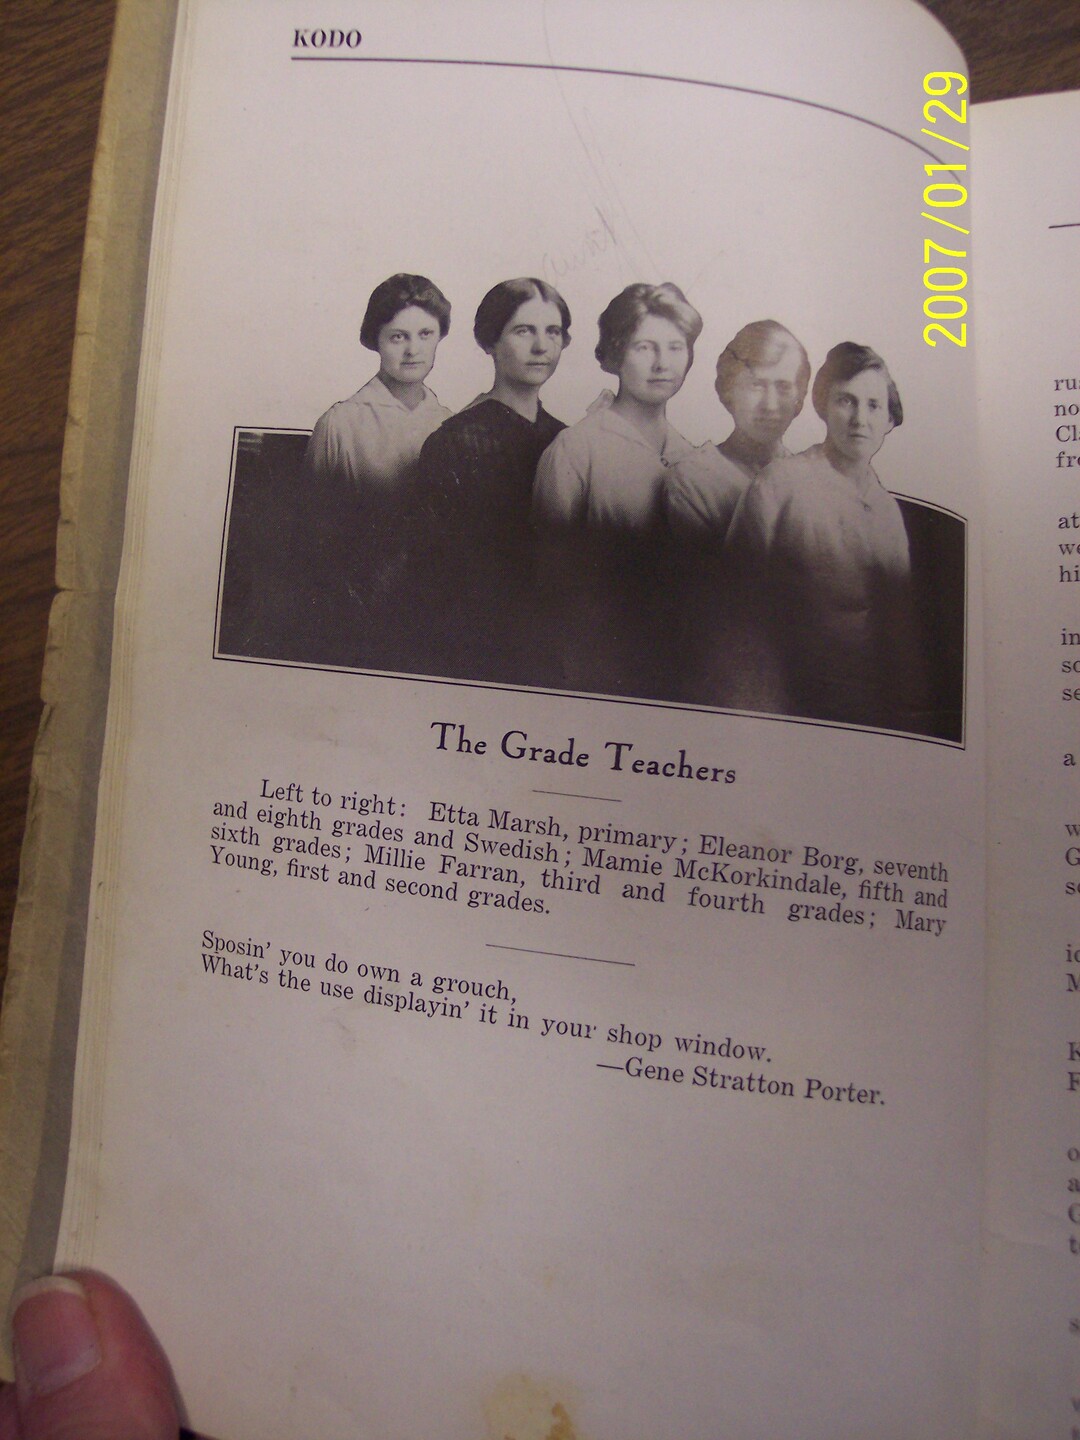 KODO
2007/01/29
The Grade Teachers
Left to right: Etta Marsh, primary; Eleanor Borg, seventh
and eighth grades and Swedish; Mamie McKorkindale, fifth and
sixth grades; Millie Farran, third and fourth grades; Mary
Young, first and second grades.
Sposin' you do own a grouch,
What's the use displayin' it in your shop window.
—Gene Stratton Porter.
at
a